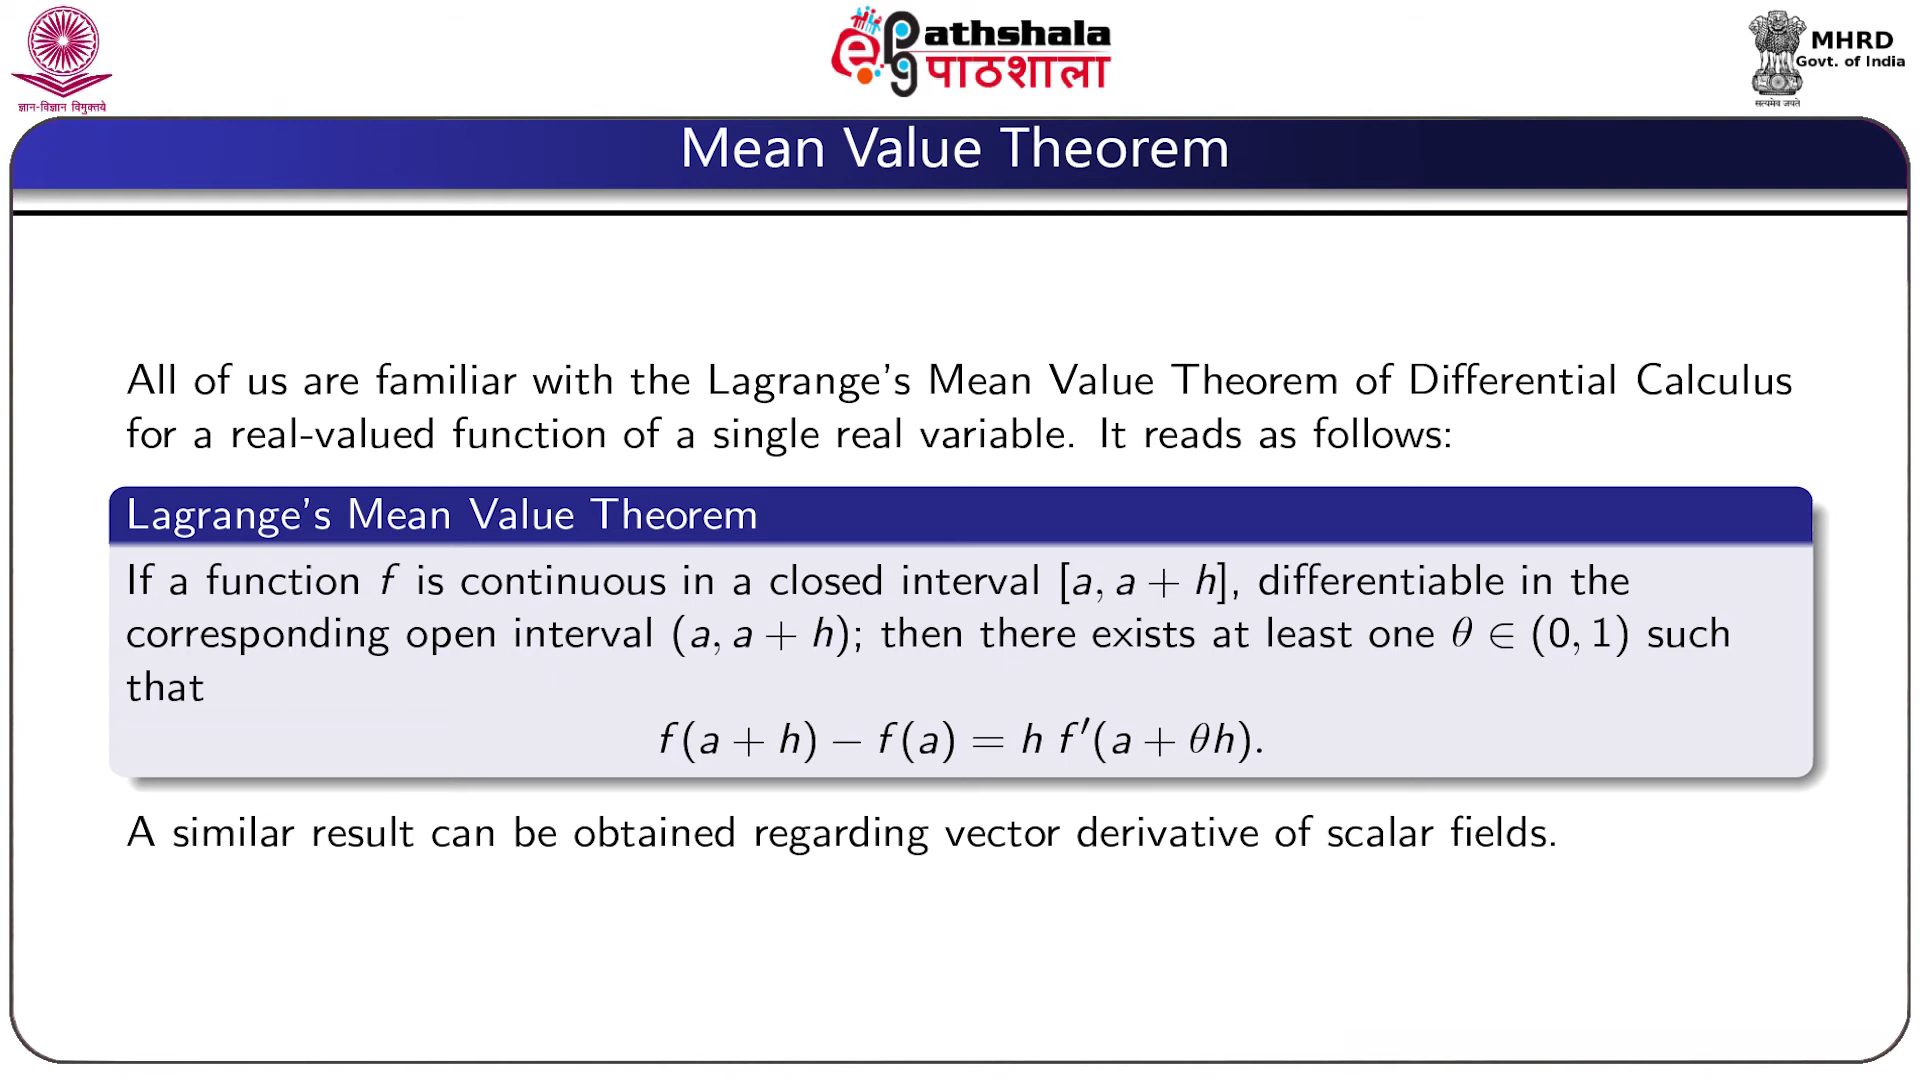 ज्ञान-विज्ञान विमुक्तये
e Pg Pathshala
पाठशाला
MHRD
Govt. of India
सत्यमेव जयते
Mean Value Theorem
All of us are familiar with the Lagrange's Mean Value Theorem of Differential Calculus
for a real-valued function of a single real variable. It reads as follows:
Lagrange's Mean Value Theorem
If a function f is continuous in a closed interval [a, a + h], differentiable in the
corresponding open interval (a, a + h); then there exists at least one θ ∈ (0, 1) such
that
f(a + h) − f(a) = h f′(a + θh).
A similar result can be obtained regarding vector derivative of scalar fields.